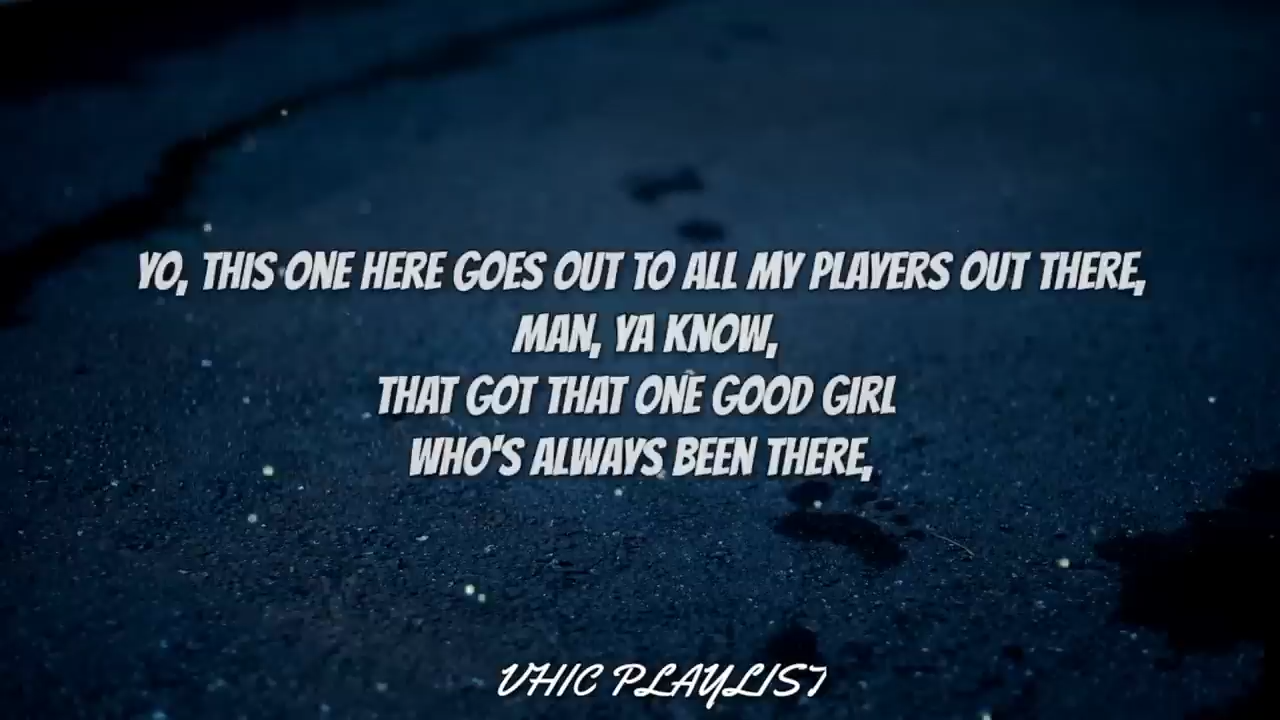 YO, THIS ONE HERE GOES OUT TO ALL MY PLAYERS OUT THERE,
MAN, YA KNOW,
THAT GOT THAT ONE GOOD GIRL
WHO'S ALWAYS BEEN THERE,
VHIC PLAYLIST